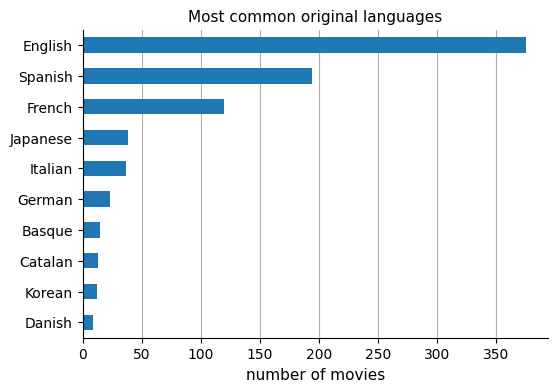 Most common original languages
English
Spanish
French
Japanese
Italian
German
Basque
Catalan
Korean
Danish
0 50 100 150 200 250 300 350
number of movies